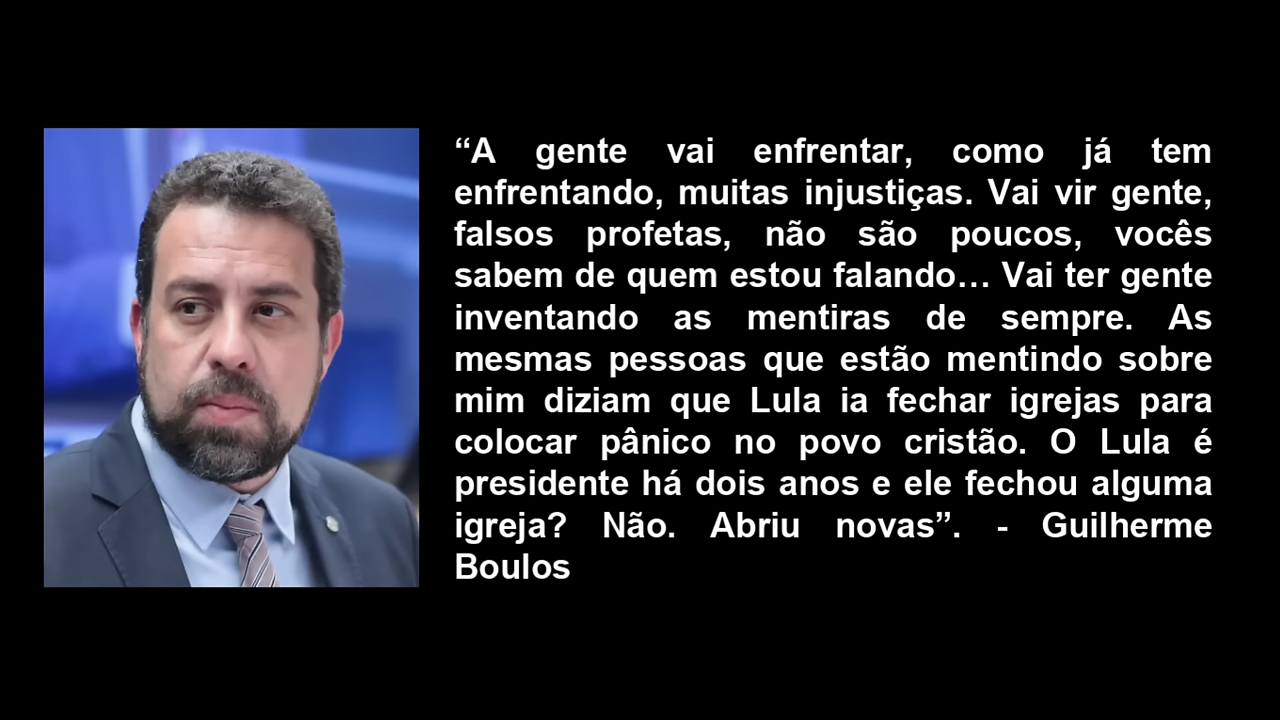 “A gente vai enfrentar, como já tem
enfrentando, muitas injustiças. Vai vir gente,
falsos profetas, não são poucos, vocês
sabem de quem estou falando… Vai ter gente
inventando as mentiras de sempre. As
mesmas pessoas que estão mentindo sobre
mim diziam que Lula ia fechar igrejas para
colocar pânico no povo cristão. O Lula é
presidente há dois anos e ele fechou alguma
igreja? Não. Abriu novas”. - Guilherme
Boulos